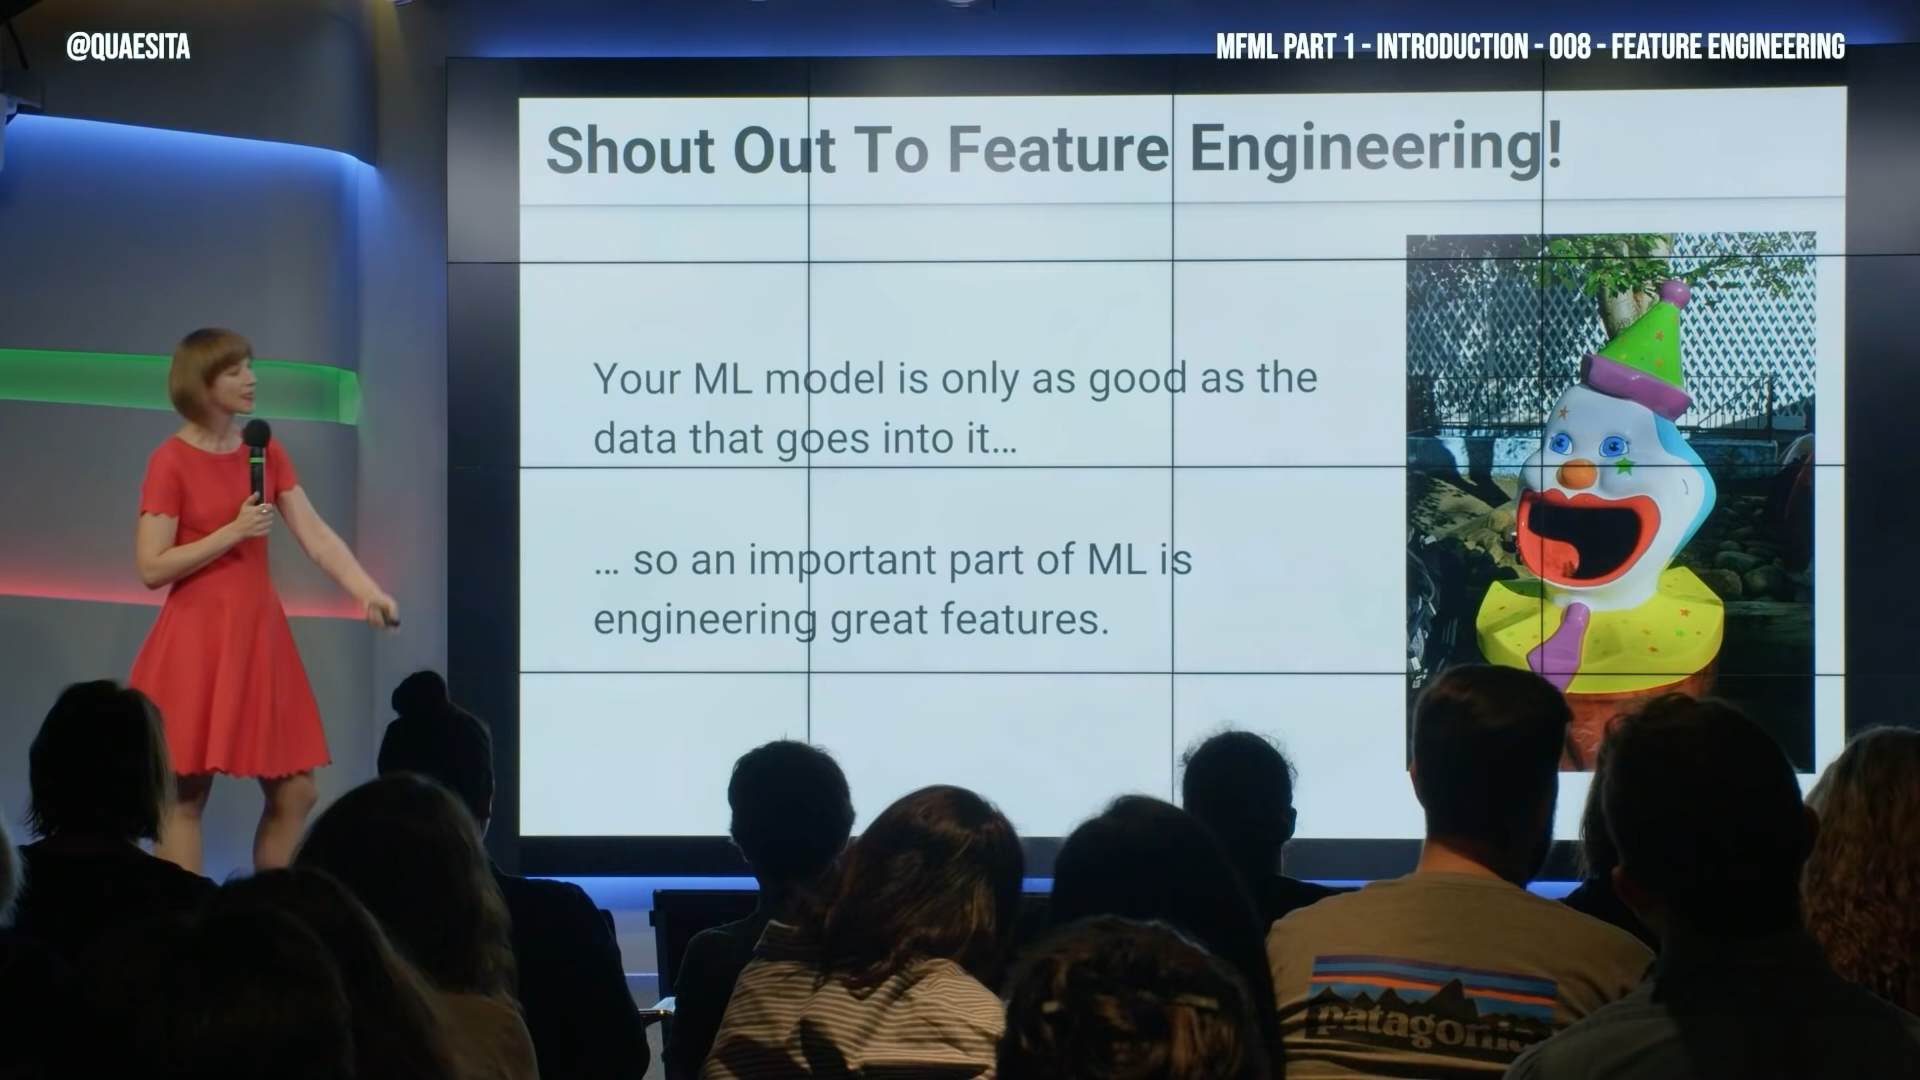 @QUAESITA
MFML PART 1 - INTRODUCTION - 008 - FEATURE ENGINEERING
Shout Out To Feature Engineering!
Your ML model is only as good as the
data that goes into it...
... so an important part of ML is
engineering great features.
patagonia